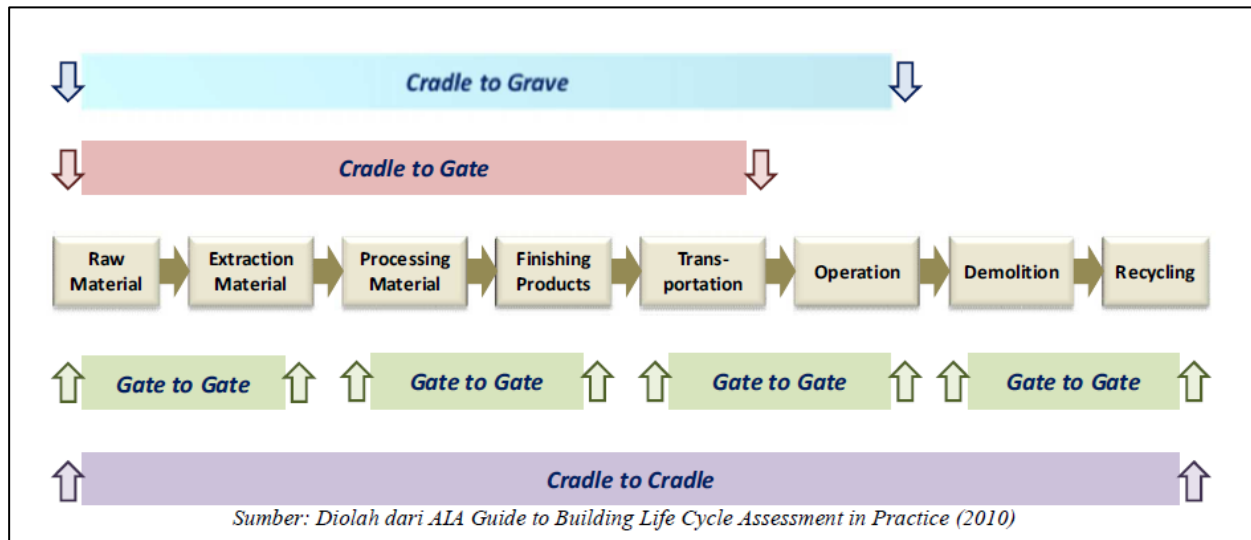 Cradle to Grave
Cradle to Gate
Raw
Material
Extraction
Material
Processing
Material
Finishing
Products
Trans-
portation
Operation
Demolition
Recycling
Gate to Gate
Gate to Gate
Gate to Gate
Gate to Gate
Cradle to Cradle
Sumber: Diolah dari AIA Guide to Building Life Cycle Assessment in Practice (2010)